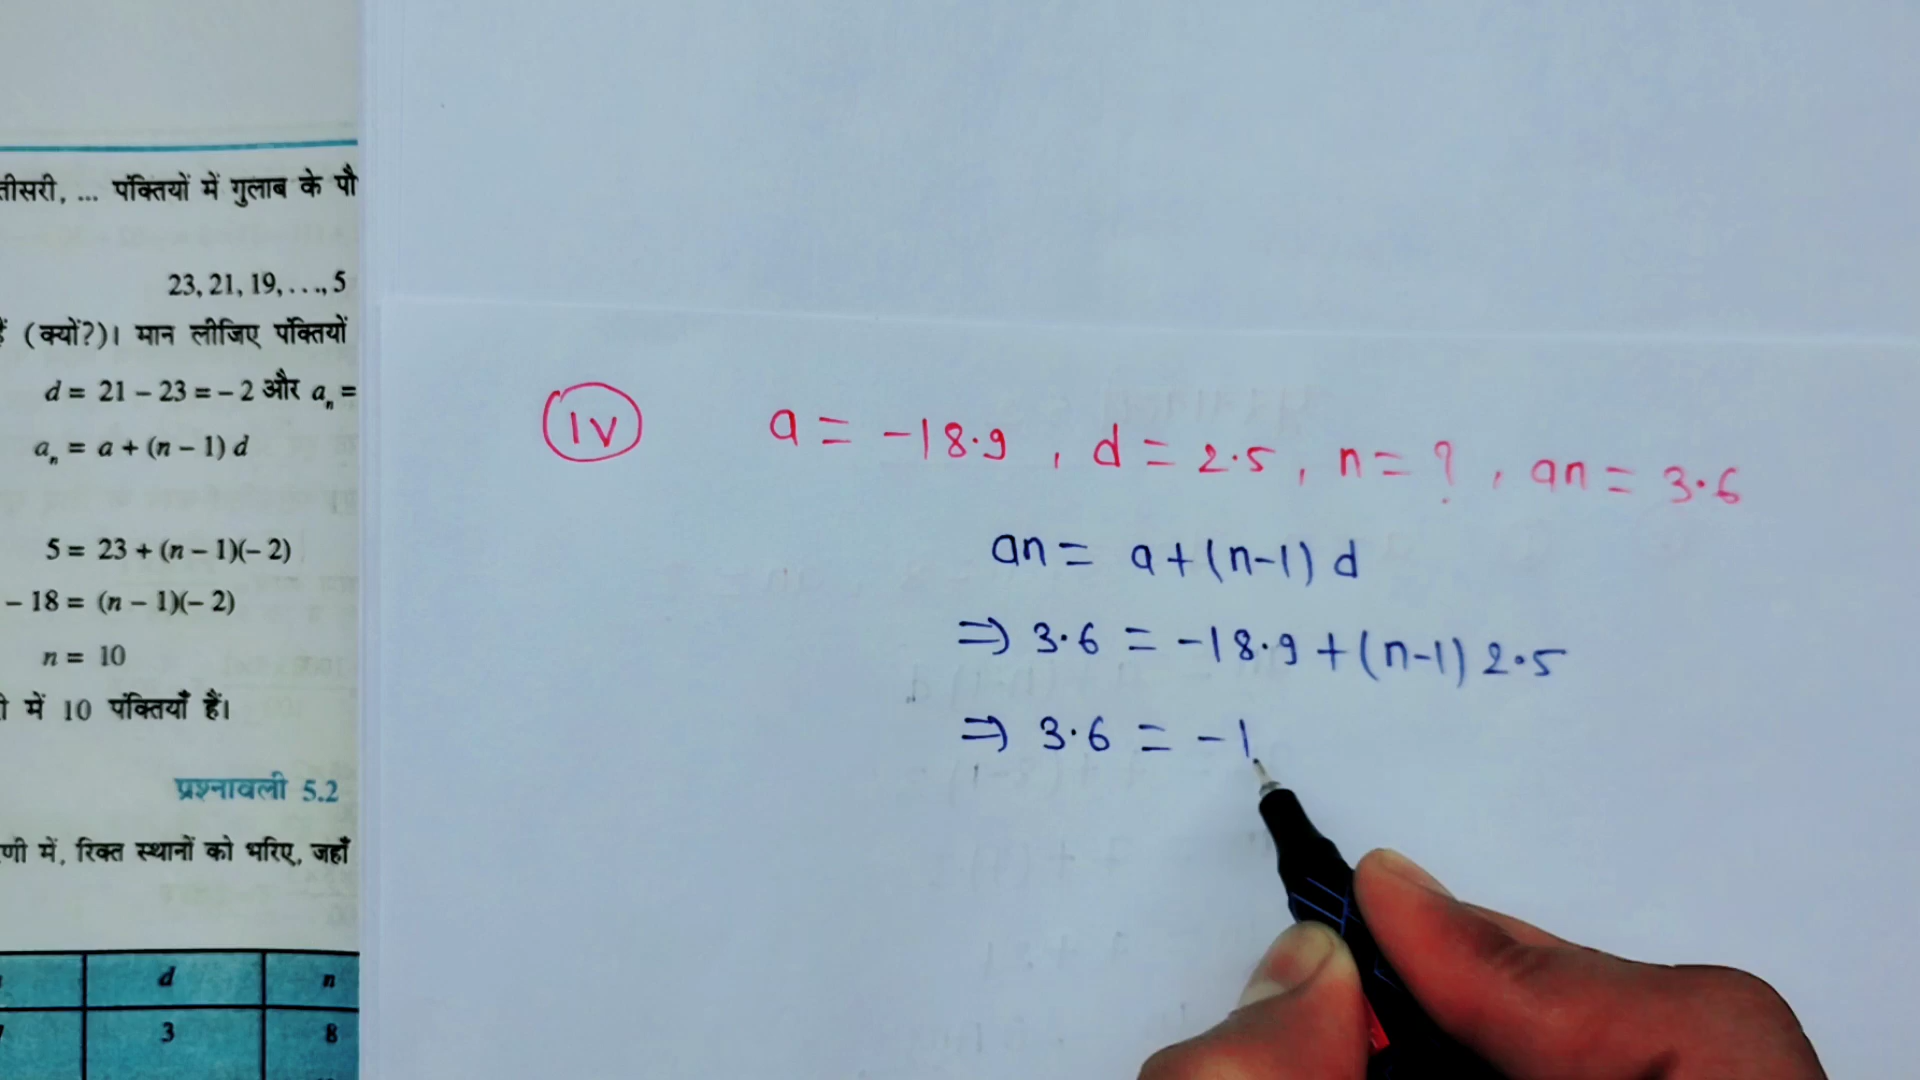 तीसरी, ... पंक्तियों में गुलाब के पौ
23, 21, 19, . . ., 5
हैं (क्यों?)। मान लीजिए पंक्तियों
d = 21 – 23 = – 2 और aₙ =
aₙ = a + (n – 1) d
5 = 23 + (n – 1)(– 2)
– 18 = (n – 1)(– 2)
n = 10
में 10 पंक्तियाँ हैं।
प्रश्नावली 5.2
में, रिक्त स्थानों को भरिए, जहाँ
d n
3 8
(iv) a = -18.9 , d = 2.5 , n = ? , an = 3.6
an = a+(n-1) d
⇒ 3.6 = -18.9 +(n-1) 2.5
⇒ 3.6 = -1